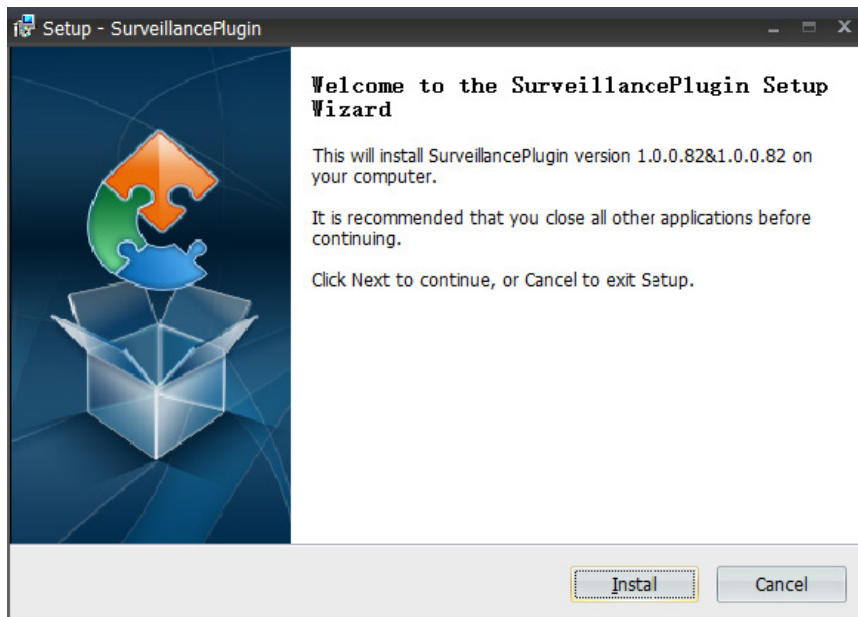 Setup - SurveillancePlugin
Welcome to the SurveillancePlugin Setup
Wizard
This will install SurveillancePlugin version 1.0.0.82&1.0.0.82 on
your computer.
It is recommended that you close all other applications before
continuing.
Click Next to continue, or Cancel to exit Setup.
Instal
Cancel